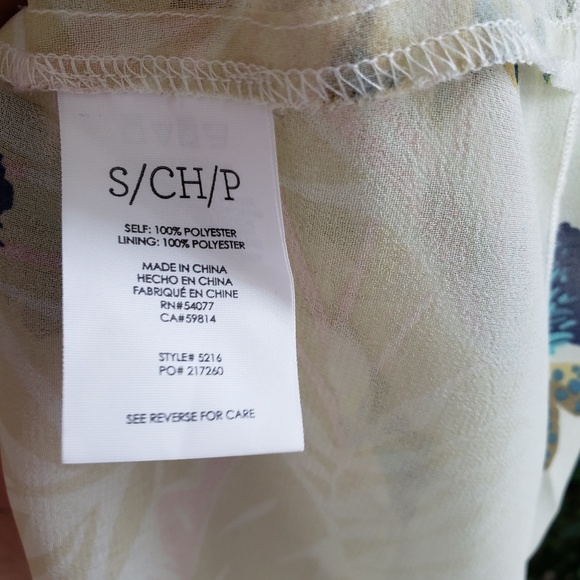 S/CH/P
SELF: 100% POLYESTER
LINING: 100% POLYESTER
MADE IN CHINA
HECHO EN CHINA
FABRIQUÉ EN CHINE
RN#54077
CA#59814
STYLE# 5216
PO# 217260
SEE REVERSE FOR CARE